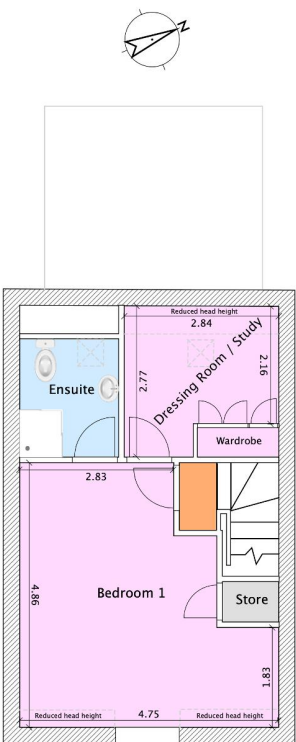 N
Reduced head height
2.84
Dressing Room / Study
2.77
2.16
Ensuite
Wardrobe
2.83
4.86
Bedroom 1
Store
1.83
Reduced head height
4.75
Reduced head height